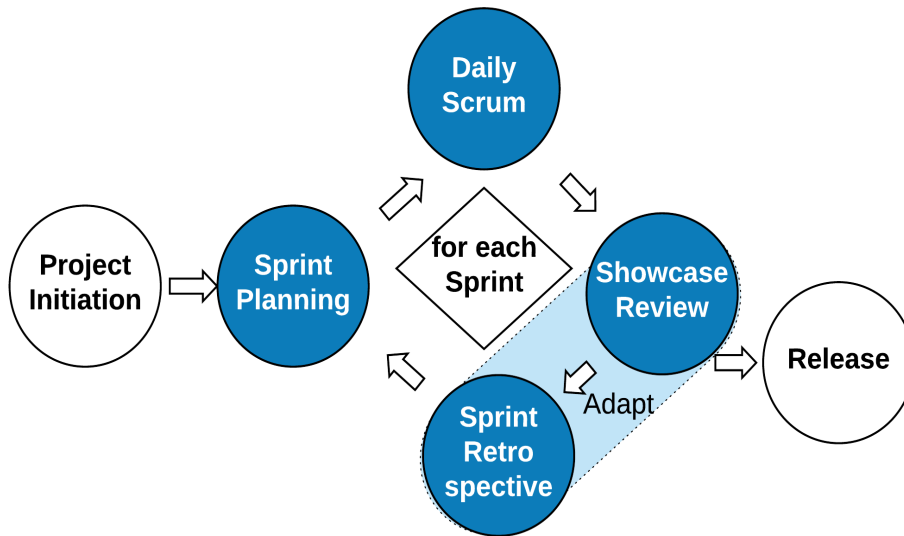 Daily
Scrum
for each
Sprint
Project
Initiation
Sprint
Planning
Showcase
Review
Release
Adapt
Sprint
Retro
spective